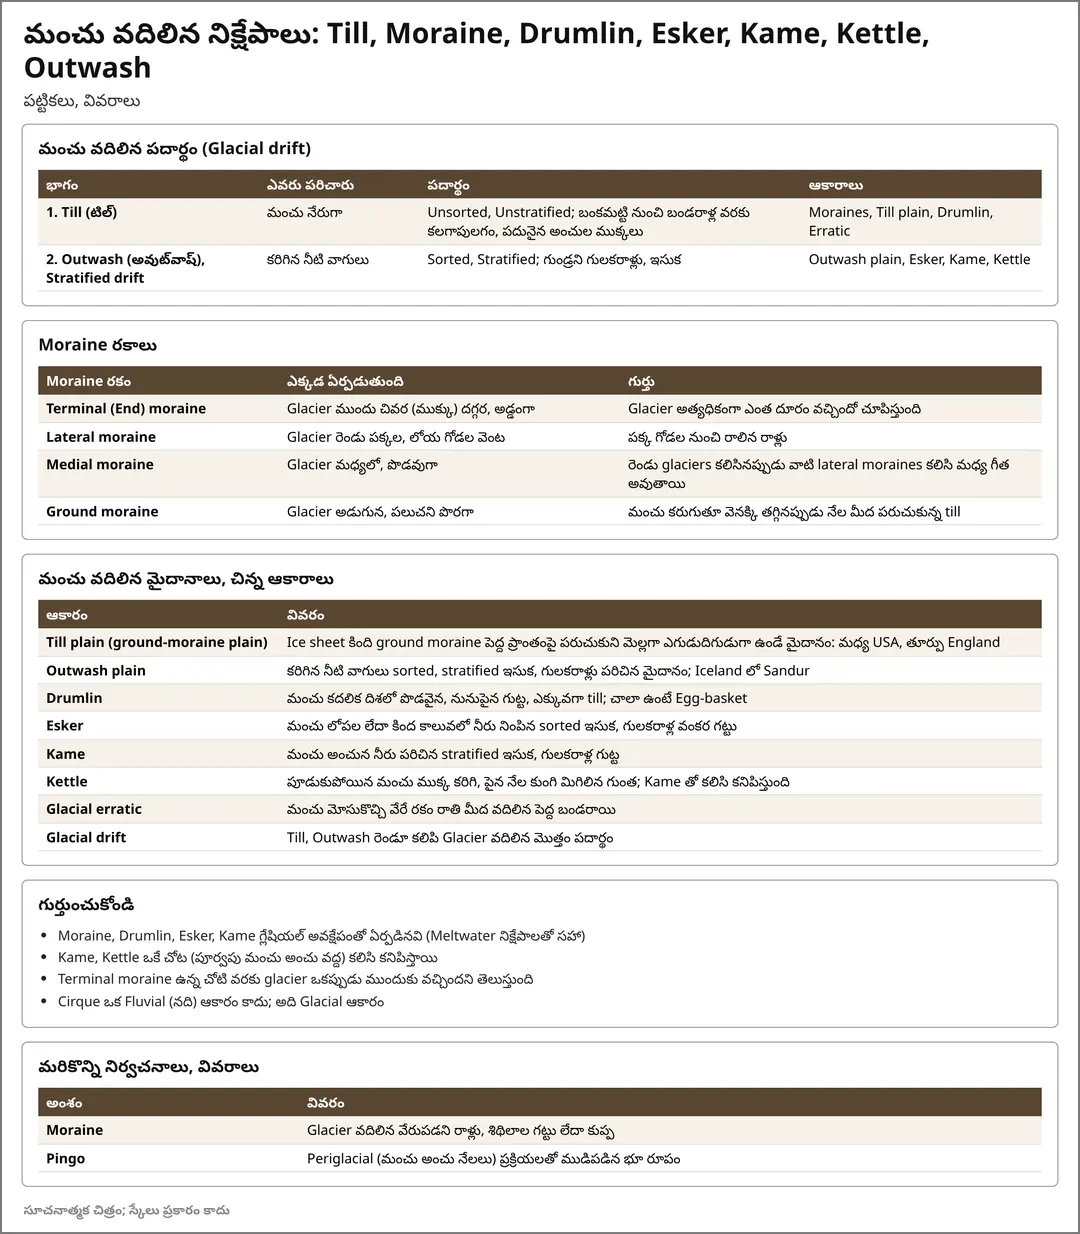 మంచు వదిలిన నిక్షేపాలు: Till, Moraine, Drumlin, Esker, Kame, Kettle,
Outwash
పట్టికలు, వివరాలు
మంచు వదిలిన పదార్థం (Glacial drift)
భాగం ఎవరు పరిచారు పదార్థం ఆకారాలు
1. Till (టిల్) మంచు నేరుగా Unsorted, Unstratified; బంకమట్టి నుంచి బండరాళ్ల వరకు Moraines, Till plain, Drumlin,
కలగాపులగం, పదునైన అంచుల ముక్కలు Erratic
2. Outwash (అవుట్‌వాష్), కరిగిన నీటి వాగులు Sorted, Stratified; గుండ్రని గులకరాళ్లు, ఇసుక Outwash plain, Esker, Kame, Kettle
Stratified drift
Moraine రకాలు
Moraine రకం ఎక్కడ ఏర్పడుతుంది గుర్తు
Terminal (End) moraine Glacier ముందు చివర (ముక్కు) దగ్గర, అడ్డంగా Glacier అత్యధికంగా ఎంత దూరం వచ్చిందో చూపిస్తుంది
Lateral moraine Glacier రెండు పక్కల, లోయ గోడల వెంట పక్క గోడల నుంచి రాలిన రాళ్లు
Medial moraine Glacier మధ్యలో, పొడవుగా రెండు glaciers కలిసినప్పుడు వాటి lateral moraines కలిసి మధ్య గీత
అవుతాయి
Ground moraine Glacier అడుగున, పలుచని పొరగా మంచు కరుగుతూ వెనక్కి తగ్గినప్పుడు నేల మీద పరుచుకున్న till
మంచు వదిలిన మైదానాలు, చిన్న ఆకారాలు
ఆకారం వివరం
Till plain (ground-moraine plain) Ice sheet కింది ground moraine పెద్ద ప్రాంతంపై పరుచుకుని మెల్లగా ఎగుడుదిగుడుగా ఉండే మైదానం: మధ్య USA, తూర్పు England
Outwash plain కరిగిన నీటి వాగులు sorted, stratified ఇసుక, గులకరాళ్లు పరిచిన మైదానం; Iceland లో Sandur
Drumlin మంచు కదలిక దిశలో పొడవైన, నునుపైన గుట్ట, ఎక్కువగా till; చాలా ఉంటే Egg-basket
Esker మంచు లోపల లేదా కింద కాలువలో నీరు నింపిన sorted ఇసుక, గులకరాళ్ల వంకర గట్టు
Kame మంచు అంచున నీరు పరిచిన stratified ఇసుక, గులకరాళ్ల గుట్ట
Kettle పూడుకుపోయిన మంచు ముక్క కరిగి, పైన నేల కుంగి మిగిలిన గుంత; Kame తో కలిసి కనిపిస్తుంది
Glacial erratic మంచు మోసుకొచ్చి వేరే రకం రాతి మీద వదిలిన పెద్ద బండరాయి
Glacial drift Till, Outwash రెండూ కలిపి Glacier వదిలిన మొత్తం పదార్థం
గుర్తుంచుకోండి
• Moraine, Drumlin, Esker, Kame గ్లేషియల్ అవక్షేపంతో ఏర్పడినవి (Meltwater నిక్షేపాలతో సహా)
• Kame, Kettle ఒకే చోట (పూర్వపు మంచు అంచు వద్ద) కలిసి కనిపిస్తాయి
• Terminal moraine ఉన్న చోటి వరకు glacier ఒకప్పుడు ముందుకు వచ్చిందని తెలుస్తుంది
• Cirque ఒక Fluvial (నది) ఆకారం కాదు; అది Glacial ఆకారం
మరికొన్ని నిర్వచనాలు, వివరాలు
అంశం వివరం
Moraine Glacier వదిలిన వేరుపడని రాళ్లు, శిథిలాల గట్టు లేదా కుప్ప
Pingo Periglacial (మంచు అంచు నేలలు) ప్రక్రియలతో ముడిపడిన భూ రూపం
సూచనాత్మక చిత్రం; స్కేలు ప్రకారం కాదు